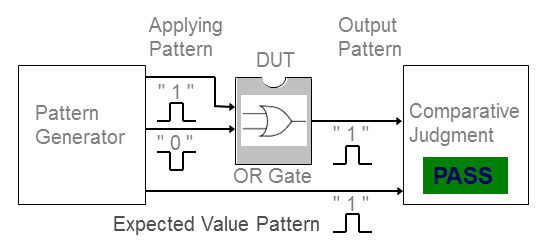 Applying
Pattern
Output
Pattern
DUT
Pattern
Generator
" 1 "
" 0 "
" 1 "
Comparative
Judgment
PASS
OR Gate
Expected Value Pattern
" 1 "